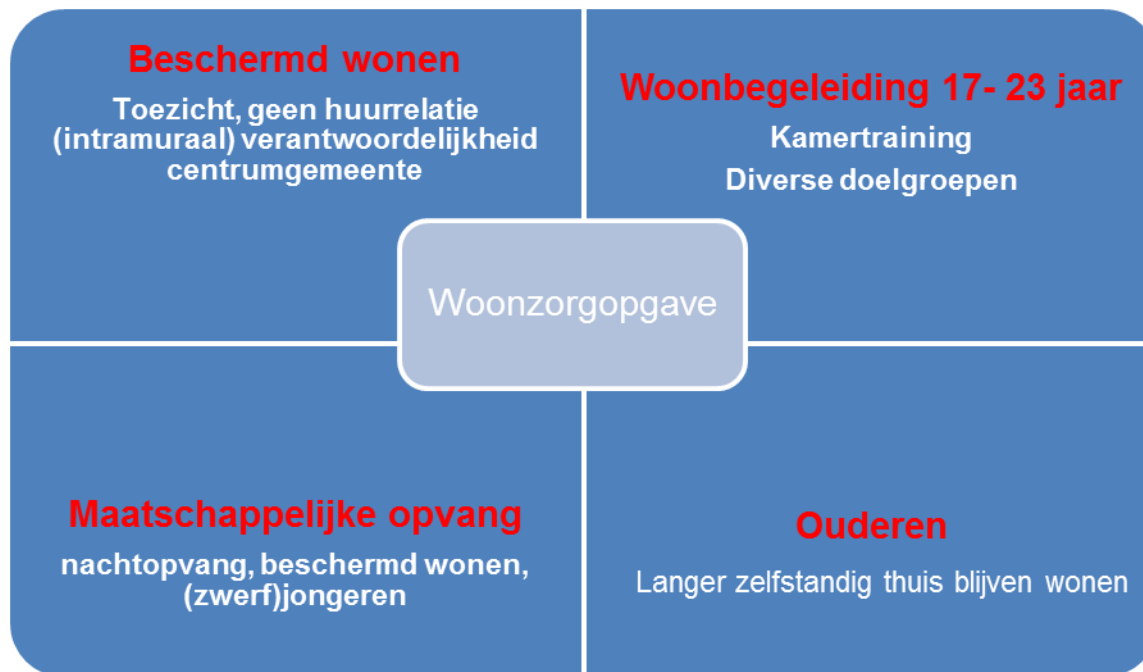 Beschermd wonen
Toezicht, geen huurrelatie
(intramuraal) verantwoordelijkheid
centrumgemeente
Woonbegeleiding 17- 23 jaar
Kamertraining
Diverse doelgroepen
Woonzorgopgave
Maatschappelijke opvang
nachtopvang, beschermd wonen,
(zwerf)jongeren
Ouderen
Langer zelfstandig thuis blijven wonen